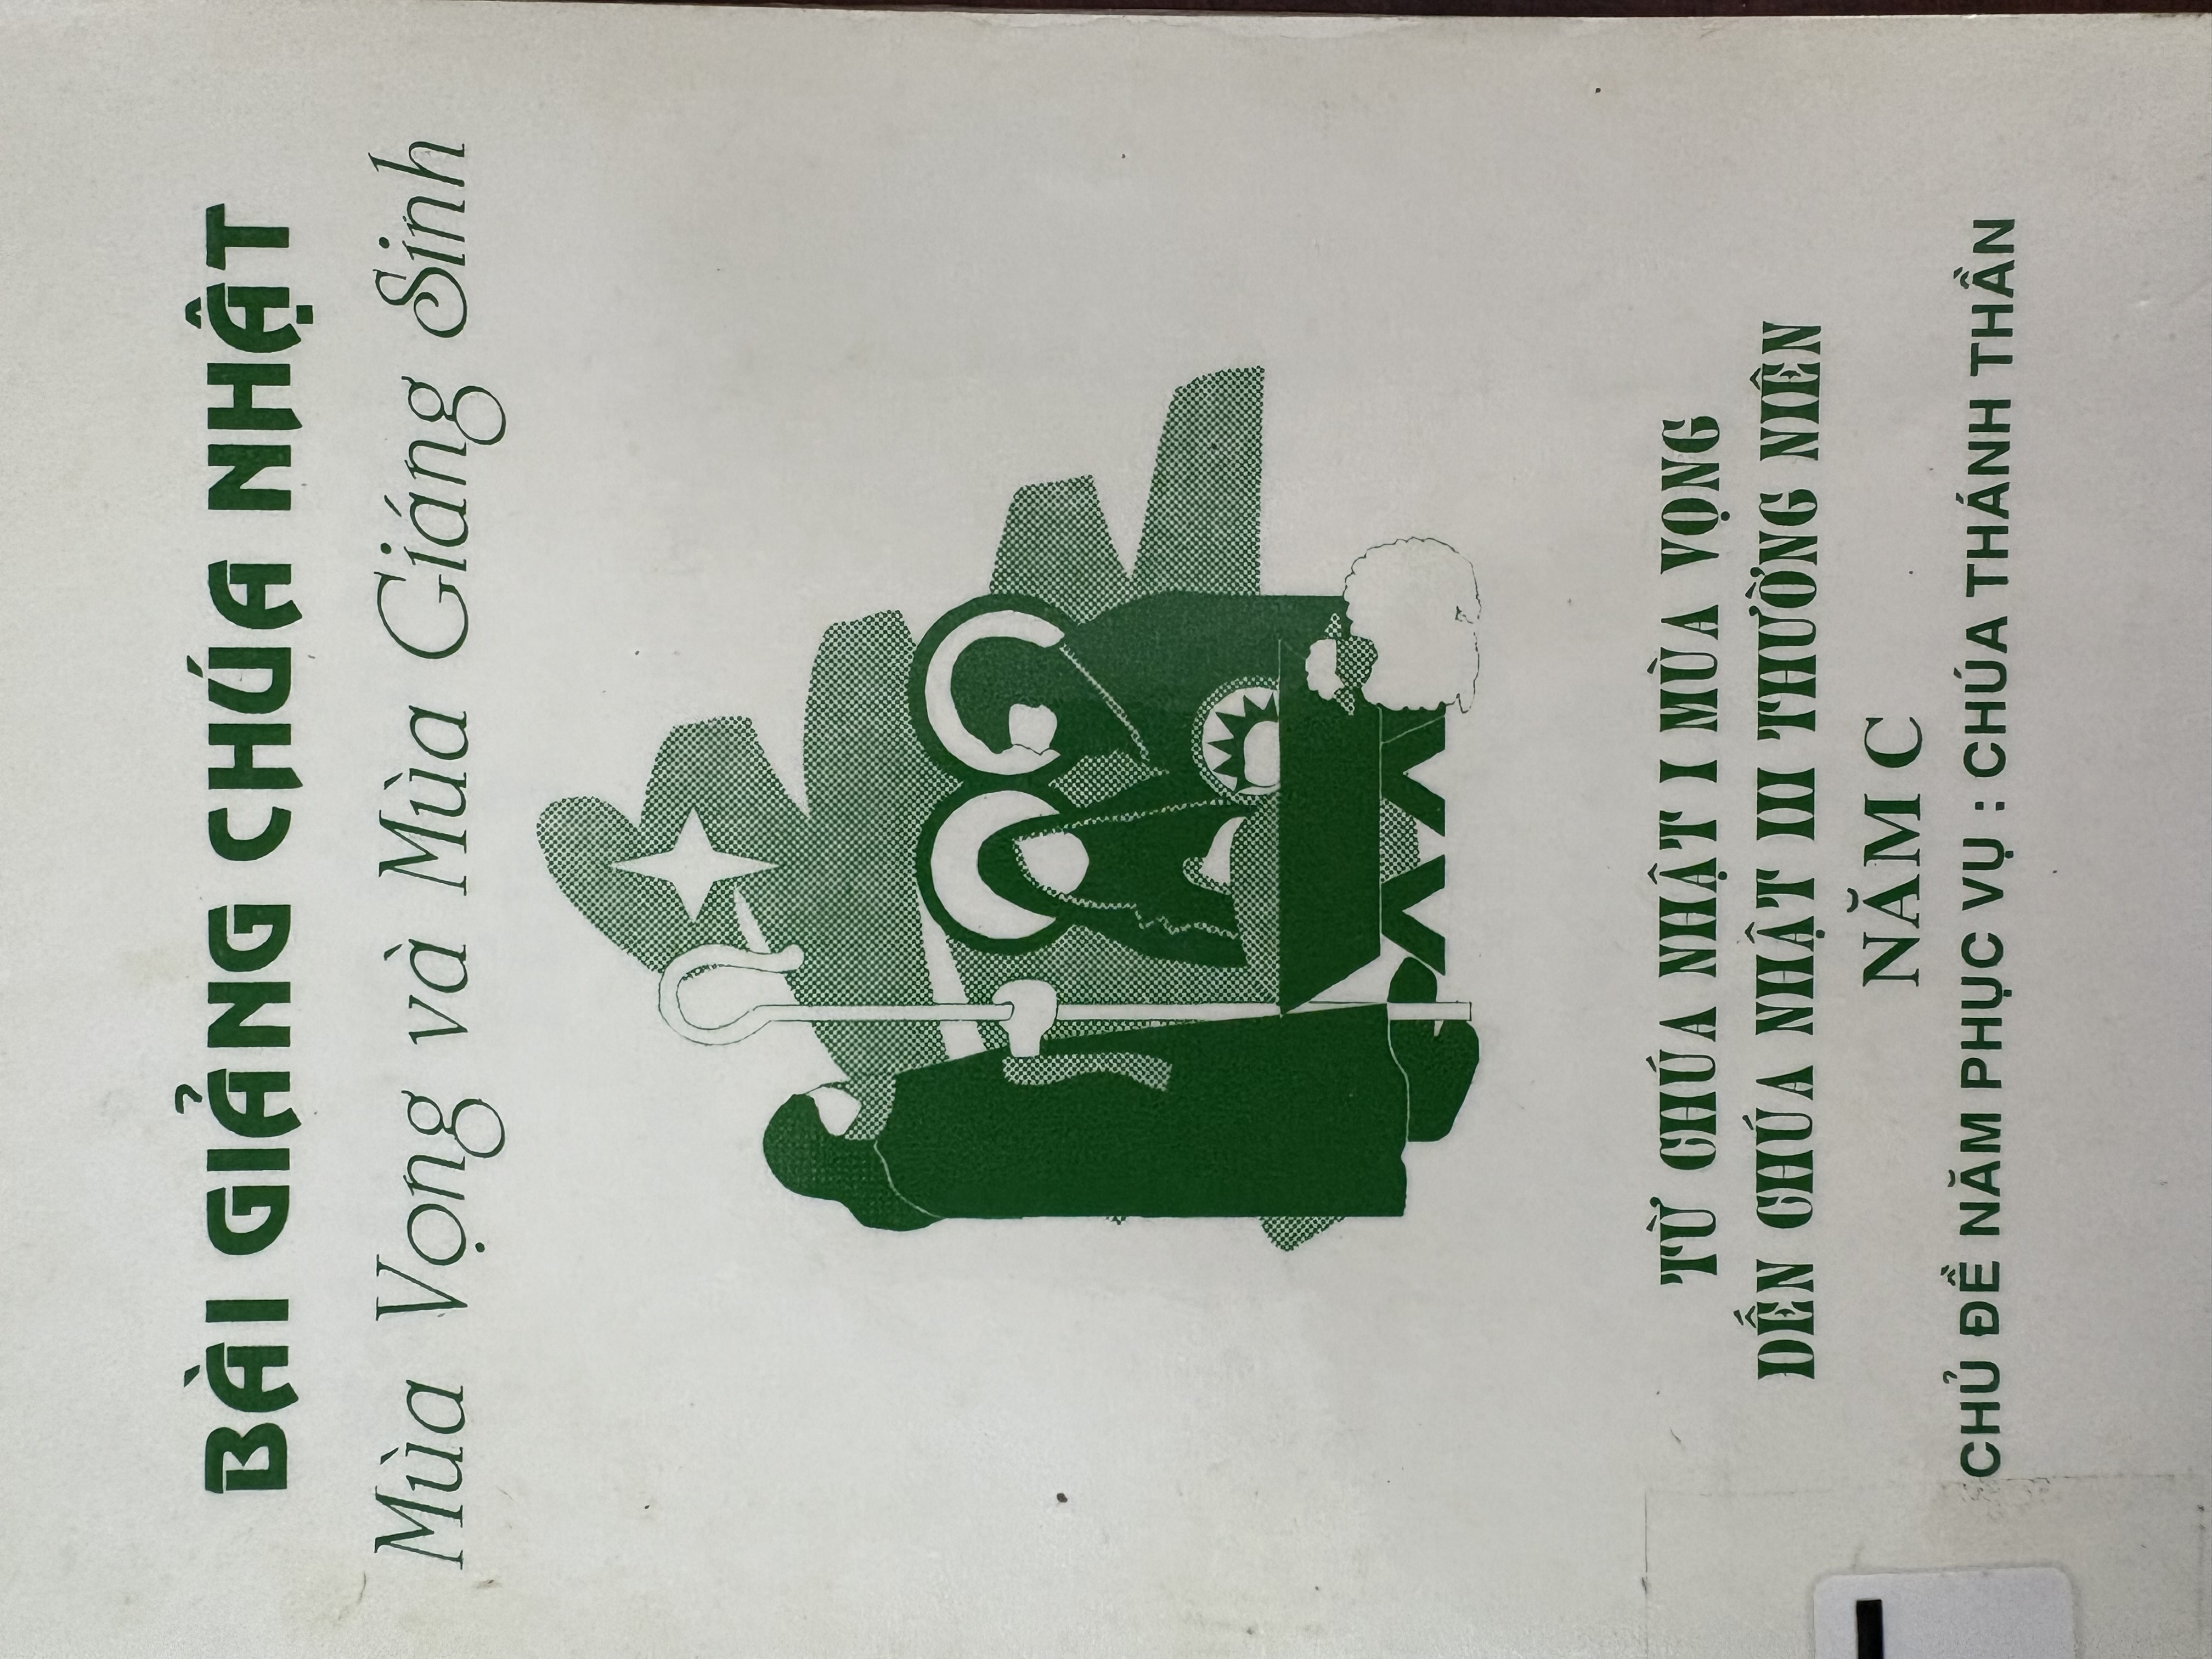 BÀI GIẢNG CHÚA NHẬT
Mùa Vọng và Mùa Giáng Sinh
TỪ CHÚA NHẬT I MÙA VỌNG
ĐẾN CHÚA NHẬT III THƯỜNG NIÊN
NĂM C
CHỦ ĐỀ NĂM PHỤC VỤ : CHÚA THÁNH THẦN